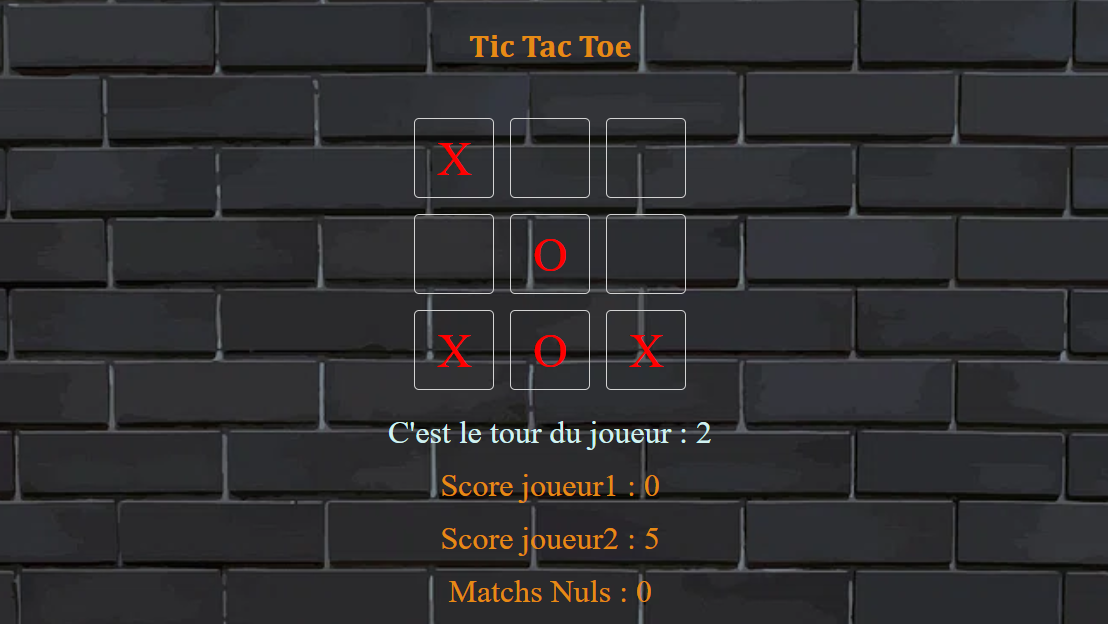 Tic Tac Toe
X
O
X O X
C'est le tour du joueur : 2
Score joueur1 : 0
Score joueur2 : 5
Matchs Nuls : 0